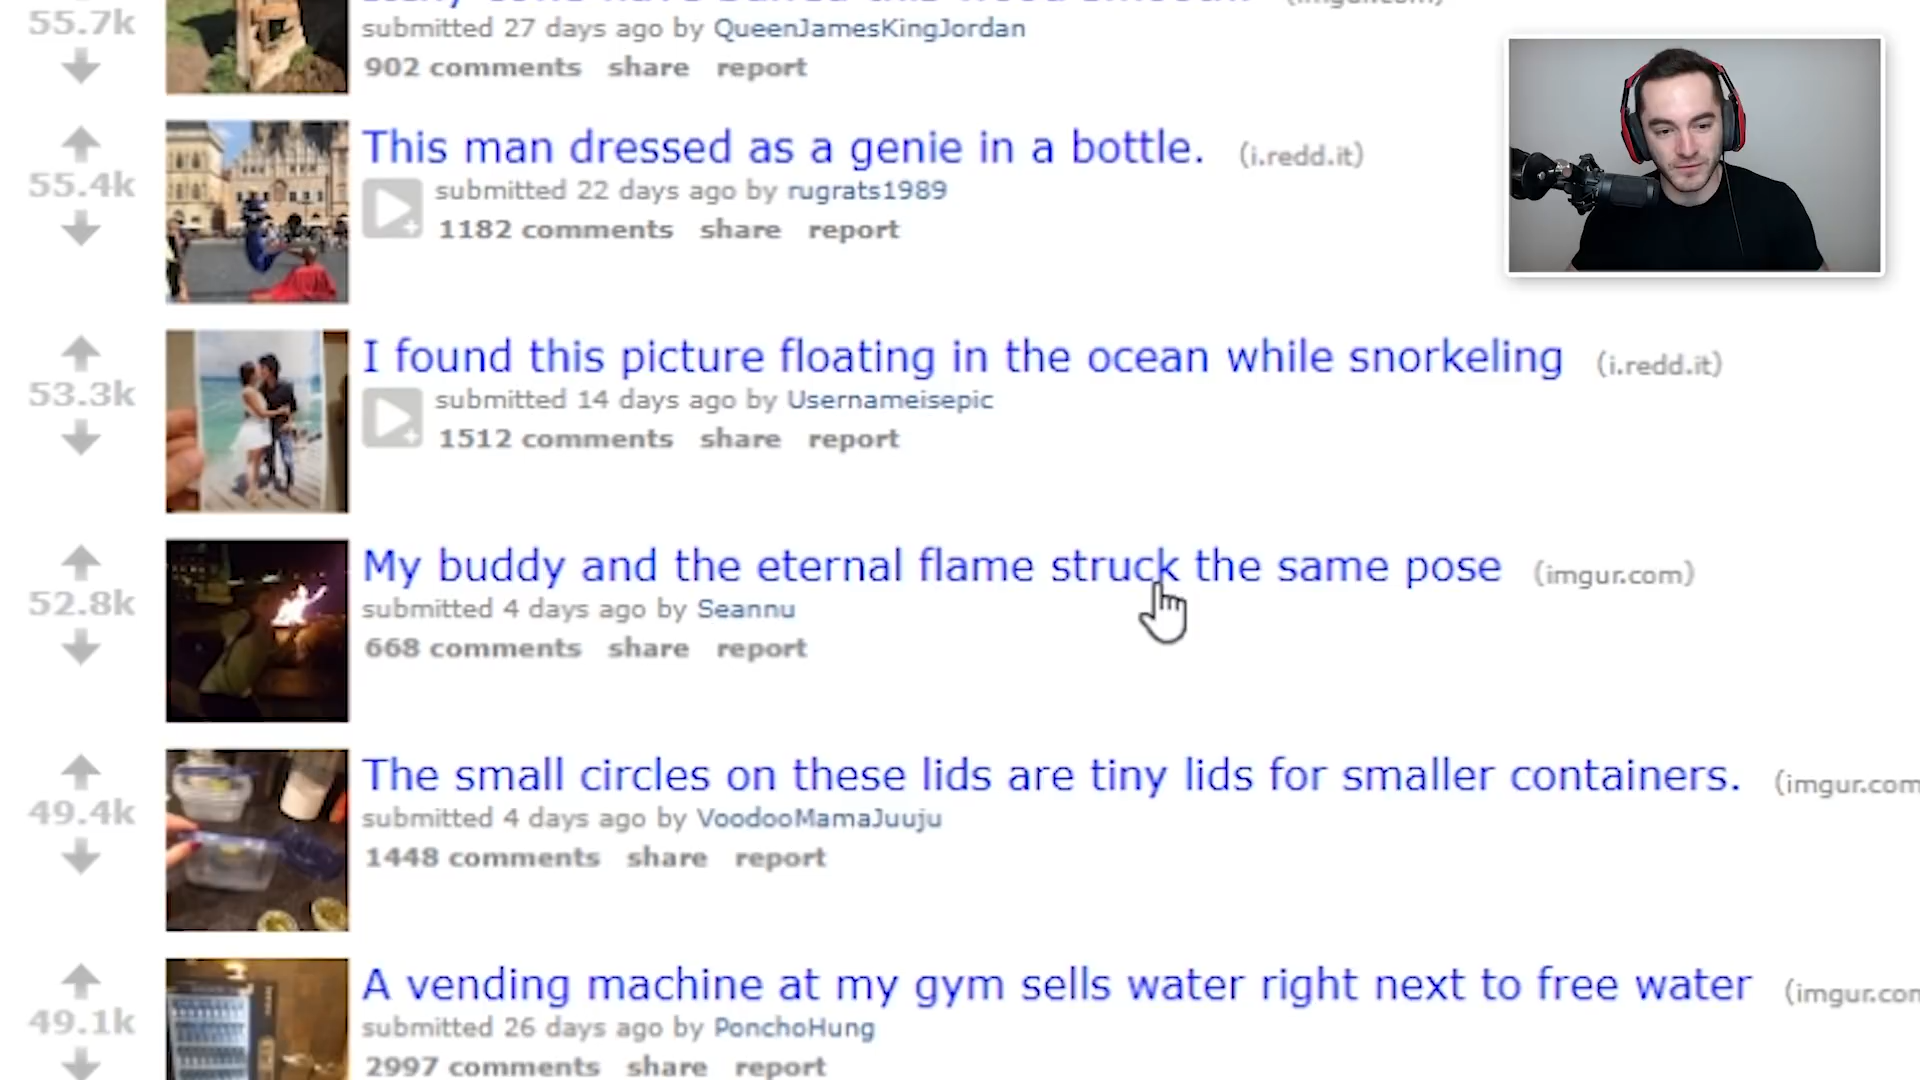 55.7k
submitted 27 days ago by QueenJamesKingJordan
902 comments share report
This man dressed as a genie in a bottle. (i.redd.it)
55.4k
submitted 22 days ago by rugrats1989
1182 comments share report
I found this picture floating in the ocean while snorkeling (i.redd.it)
53.3k
submitted 14 days ago by Usernameisepic
1512 comments share report
My buddy and the eternal flame struck the same pose (imgur.com)
52.8k
submitted 4 days ago by Seannu
668 comments share report
The small circles on these lids are tiny lids for smaller containers. (imgur.com
49.4k
submitted 4 days ago by VoodooMamaJuuju
1448 comments share report
A vending machine at my gym sells water right next to free water (imgur.com
49.1k
submitted 26 days ago by PonchoHung
2997 comments share report